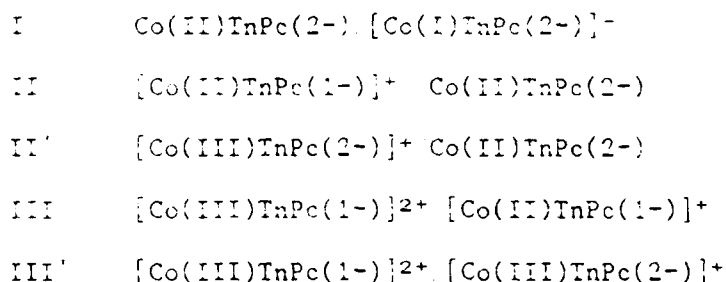 I Co(II)TnPc(2-) [Co(I)TnPc(2-)]⁻
II [Co(II)TnPc(1-)]⁺ Co(II)TnPc(2-)
II' [Co(III)TnPc(2-)]⁺ Co(II)TnPc(2-)
III [Co(III)TnPc(1-)]²⁺ [Co(II)TnPc(1-)]⁺
III' [Co(III)TnPc(1-)]²⁺ [Co(III)TnPc(2-)]⁺